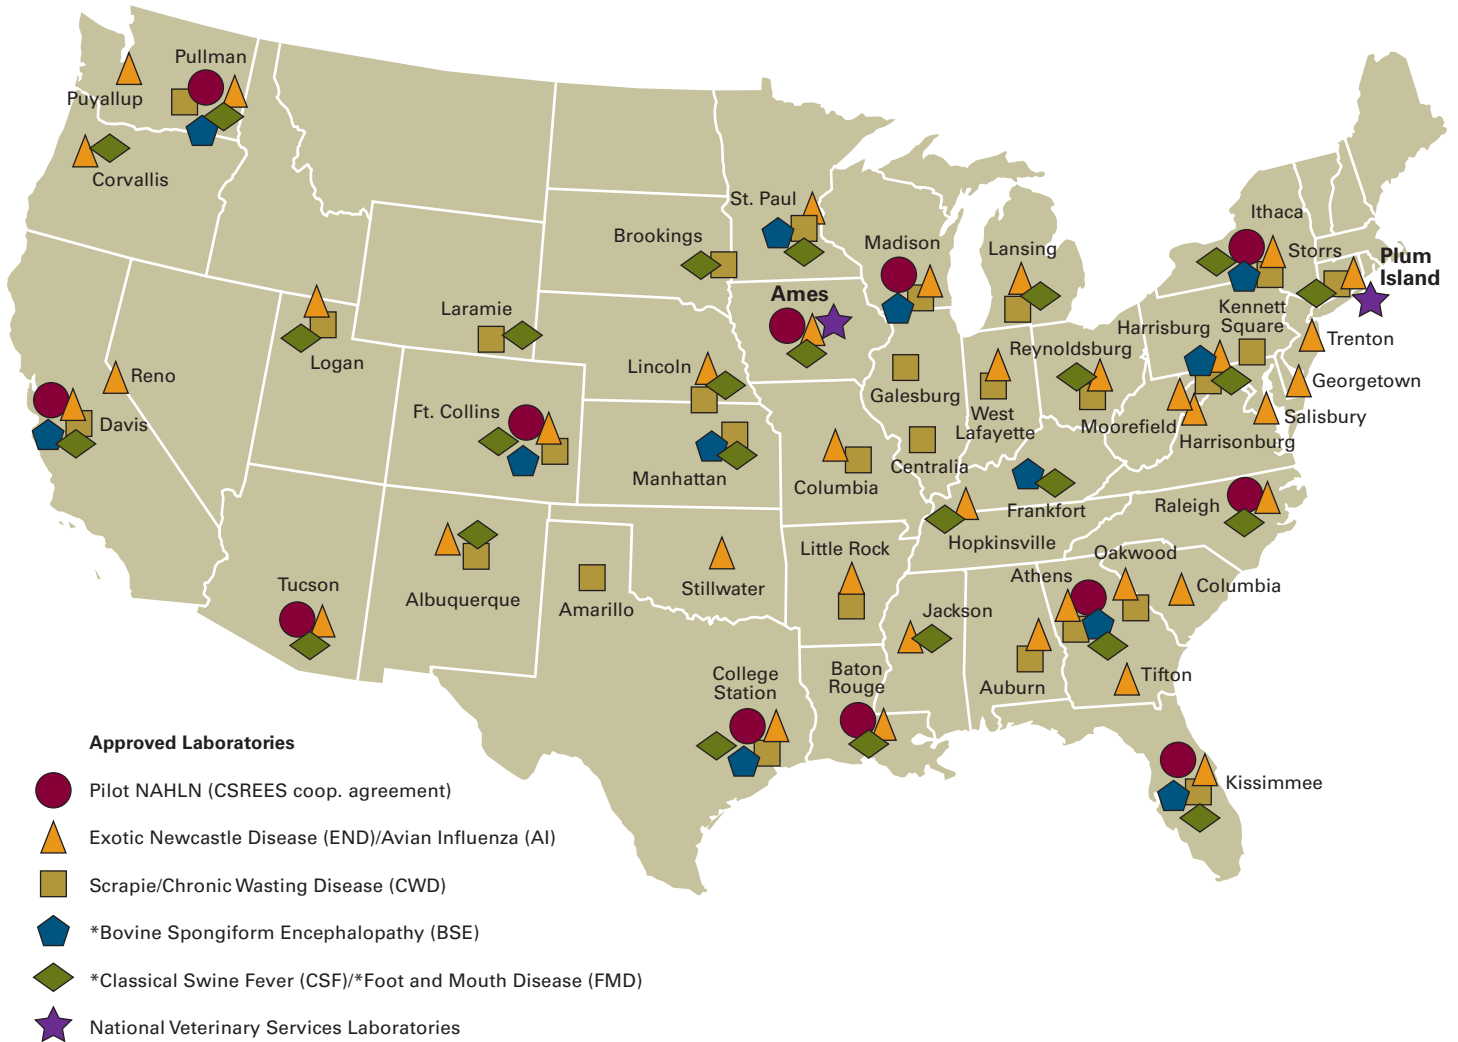 Pullman
Puyallup
Corvallis
Ithaca
St. Paul
Brookings
Madison
Lansing
Storrs
Plum
Island
Ames
Laramie
Kennett
Square
Harrisburg
Trenton
Logan
Lincoln
Reynoldsburg
Reno
Galesburg
Georgetown
Davis
Ft. Collins
West
Lafayette
Moorefield
Salisbury
Harrisonburg
Manhattan
Columbia
Centralia
Frankfort
Raleigh
Hopkinsville
Little Rock
Oakwood
Tucson
Albuquerque
Amarillo
Stillwater
Athens
Columbia
Jackson
College
Station
Baton
Rouge
Auburn
Tifton
Kissimmee
Approved Laboratories
Pilot NAHLN (CSREES coop. agreement)
Exotic Newcastle Disease (END)/Avian Influenza (AI)
Scrapie/Chronic Wasting Disease (CWD)
*Bovine Spongiform Encephalopathy (BSE)
*Classical Swine Fever (CSF)/*Foot and Mouth Disease (FMD)
National Veterinary Services Laboratories